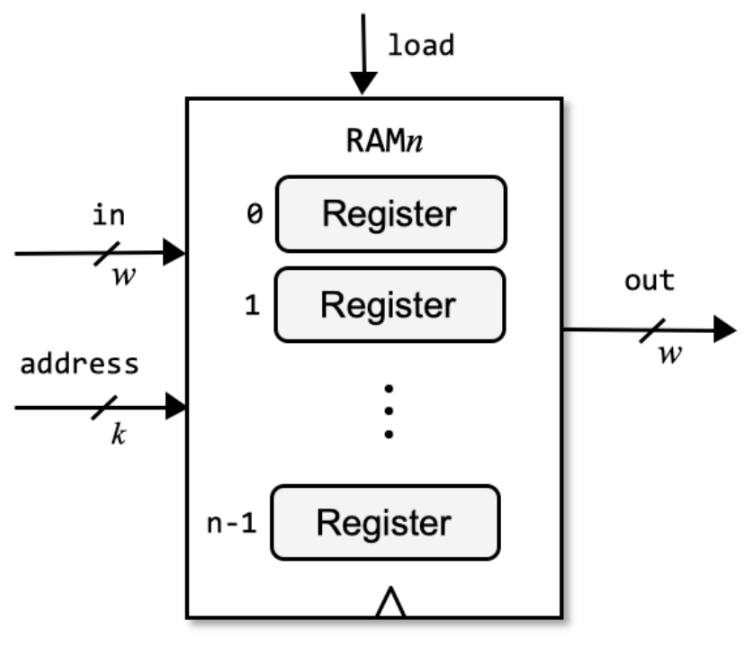 load
RAMn
in
0
Register
w
1
Register
out
w
address
k
n-1
Register